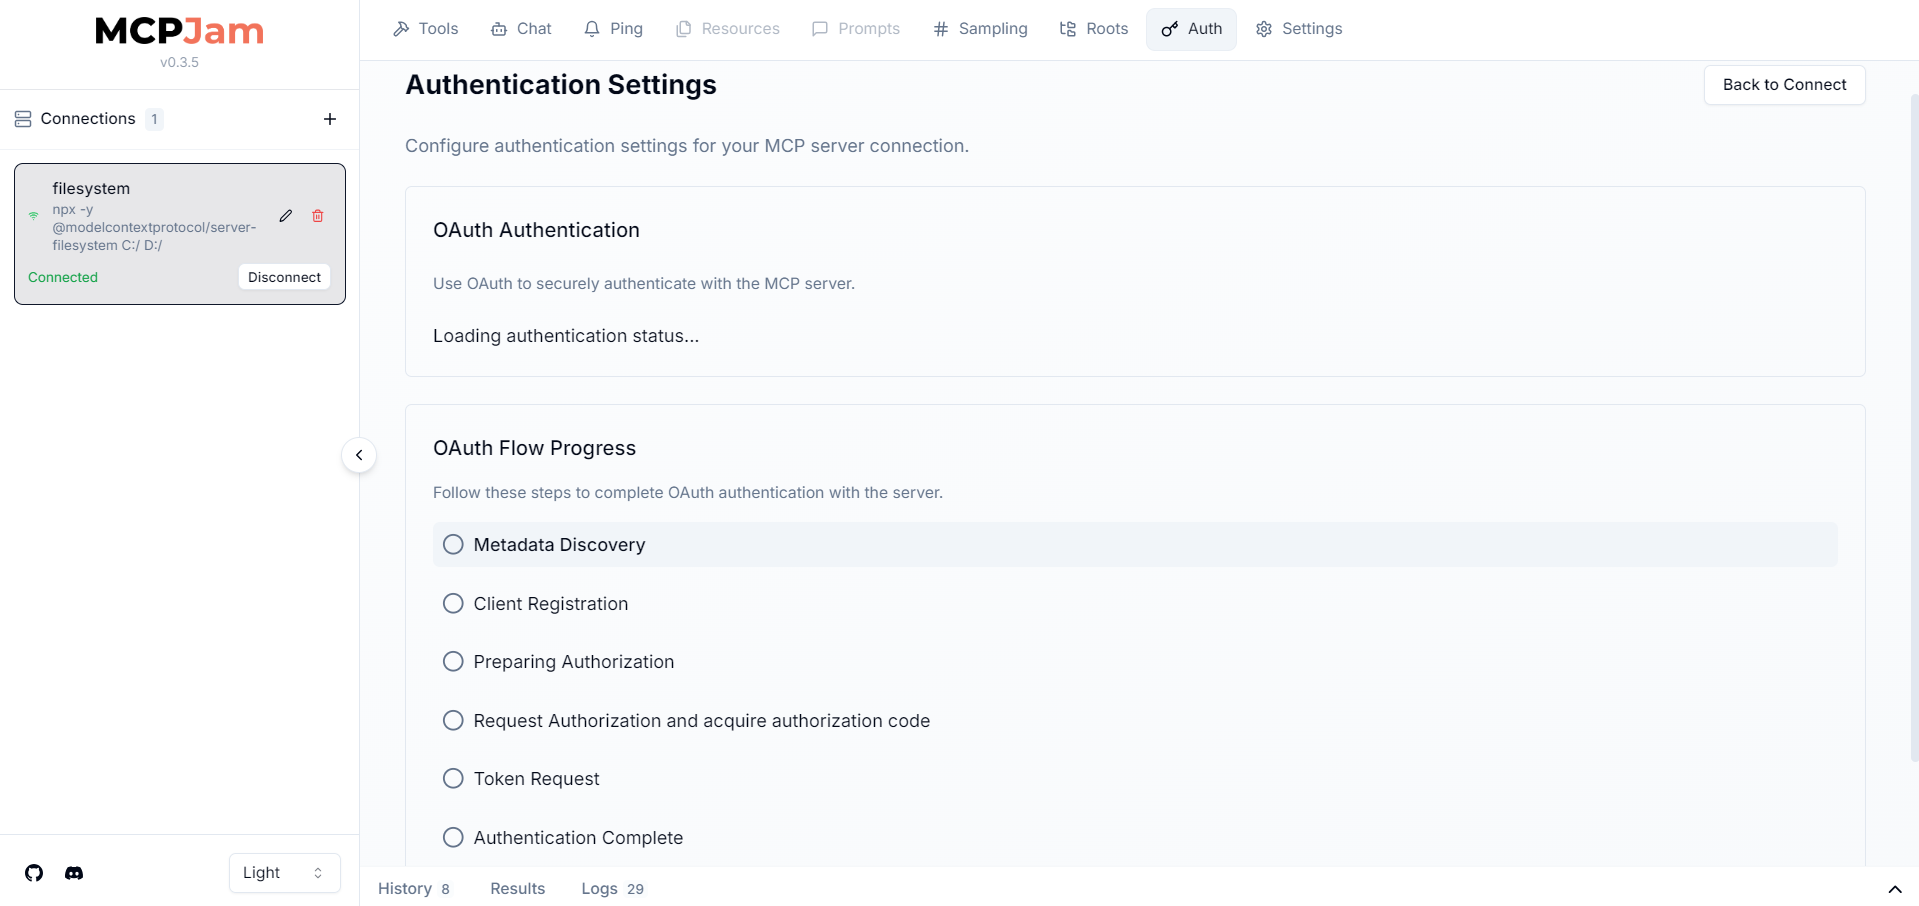 MCPJam
v0.3.5
Connections 1
filesystem
npx -y
@modelcontextprotocol/server-
filesystem C:/ D:/
Connected
Disconnect
Light
Tools
Chat
Ping
Resources
Prompts
Sampling
Roots
Auth
Settings
Authentication Settings
Back to Connect
Configure authentication settings for your MCP server connection.
OAuth Authentication
Use OAuth to securely authenticate with the MCP server.
Loading authentication status...
OAuth Flow Progress
Follow these steps to complete OAuth authentication with the server.
Metadata Discovery
Client Registration
Preparing Authorization
Request Authorization and acquire authorization code
Token Request
Authentication Complete
History 8
Results
Logs 29